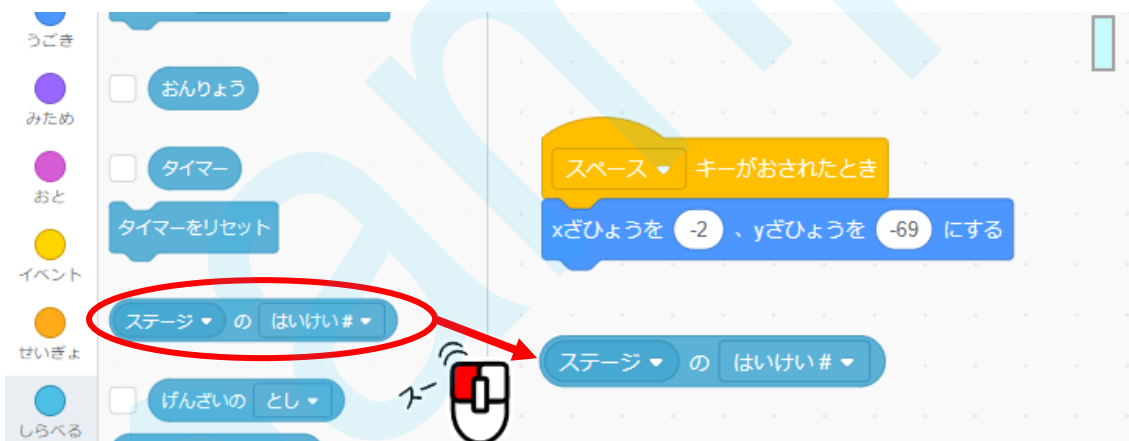 うごき
みため
おと
イベント
せいぎょ
しらべる
おんりょう
タイマー
タイマーをリセット
ステージ の はいけい#
げんざいの とし
スー
スペース キーがおされたとき
xざひょうを -2 、yざひょうを -69 にする
ステージ の はいけい#